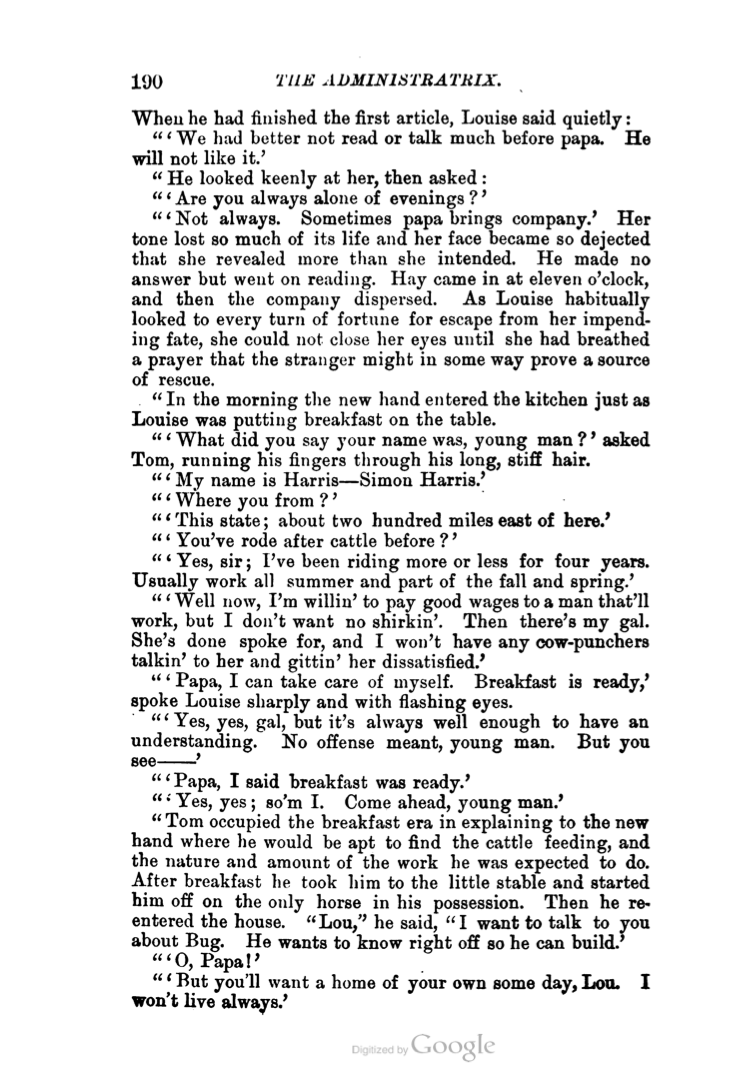 190 THE ADMINISTRATRIX.
When he had finished the first article, Louise said quietly:
"'We had better not read or talk much before papa. He
will not like it.'
"He looked keenly at her, then asked:
"'Are you always alone of evenings?'
"'Not always. Sometimes papa brings company.' Her
tone lost so much of its life and her face became so dejected
that she revealed more than she intended. He made no
answer but went on reading. Hay came in at eleven o'clock,
and then the company dispersed. As Louise habitually
looked to every turn of fortune for escape from her impend-
ing fate, she could not close her eyes until she had breathed
a prayer that the stranger might in some way prove a source
of rescue.
"In the morning the new hand entered the kitchen just as
Louise was putting breakfast on the table.
"'What did you say your name was, young man?' asked
Tom, running his fingers through his long, stiff hair.
"'My name is Harris—Simon Harris.'
"'Where you from?'
"'This state; about two hundred miles east of here.'
"'You've rode after cattle before?'
"'Yes, sir; I've been riding more or less for four years.
Usually work all summer and part of the fall and spring.'
"'Well now, I'm willin' to pay good wages to a man that'll
work, but I don't want no shirkin'. Then there's my gal.
She's done spoke for, and I won't have any cow-punchers
talkin' to her and gittin' her dissatisfied.'
"'Papa, I can take care of myself. Breakfast is ready,'
spoke Louise sharply and with flashing eyes.
"'Yes, yes, gal, but it's always well enough to have an
understanding. No offense meant, young man. But you
see——'
"'Papa, I said breakfast was ready.'
"'Yes, yes; so'm I. Come ahead, young man.'
"Tom occupied the breakfast era in explaining to the new
hand where he would be apt to find the cattle feeding, and
the nature and amount of the work he was expected to do.
After breakfast he took him to the little stable and started
him off on the only horse in his possession. Then he re-
entered the house. "Lou," he said, "I want to talk to you
about Bug. He wants to know right off so he can build.'
"'O, Papa!'
"'But you'll want a home of your own some day, Lou. I
won't live always.'
Digitized by Google